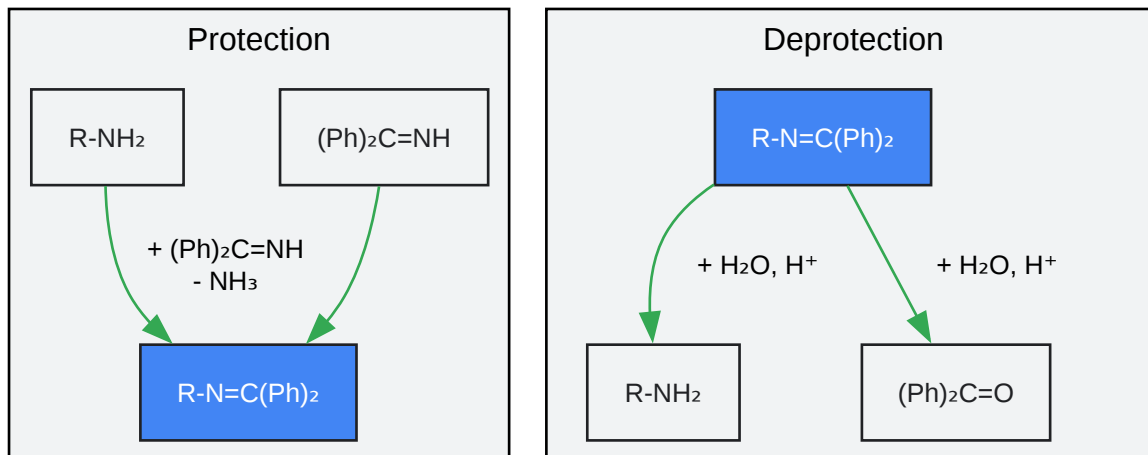 Protection
R-NH₂
(Ph)₂C=NH
+ (Ph)₂C=NH
- NH₃
R-N=C(Ph)₂
Deprotection
R-N=C(Ph)₂
+ H₂O, H⁺
+ H₂O, H⁺
R-NH₂
(Ph)₂C=O